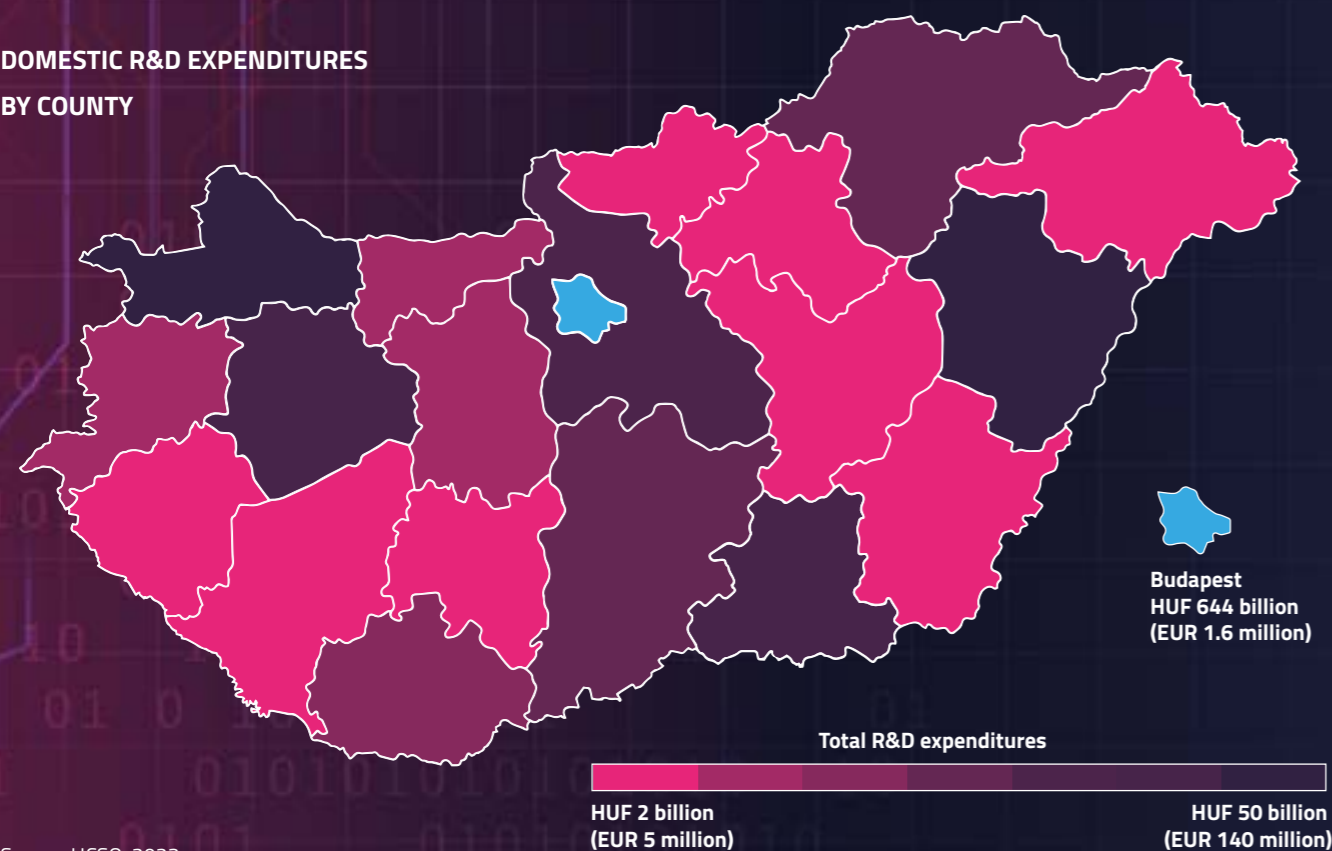 DOMESTIC R&D EXPENDITURES
BY COUNTY
Budapest
HUF 644 billion
(EUR 1.6 million)
Total R&D expenditures
HUF 2 billion
(EUR 5 million)
HUF 50 billion
(EUR 140 million)